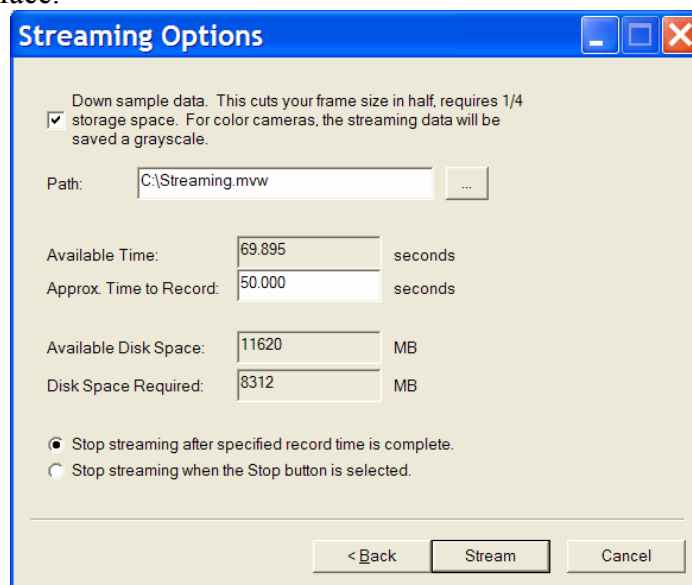 lace.
Streaming Options
Down sample data. This cuts your frame size in half, requires 1/4
storage space. For color cameras, the streaming data will be
saved a grayscale.
Path: C:\Streaming.mvw ...
Available Time: 69.895 seconds
Approx. Time to Record: 50.000 seconds
Available Disk Space: 11620 MB
Disk Space Required: 8312 MB
Stop streaming after specified record time is complete.
Stop streaming when the Stop button is selected.
< Back Stream Cancel